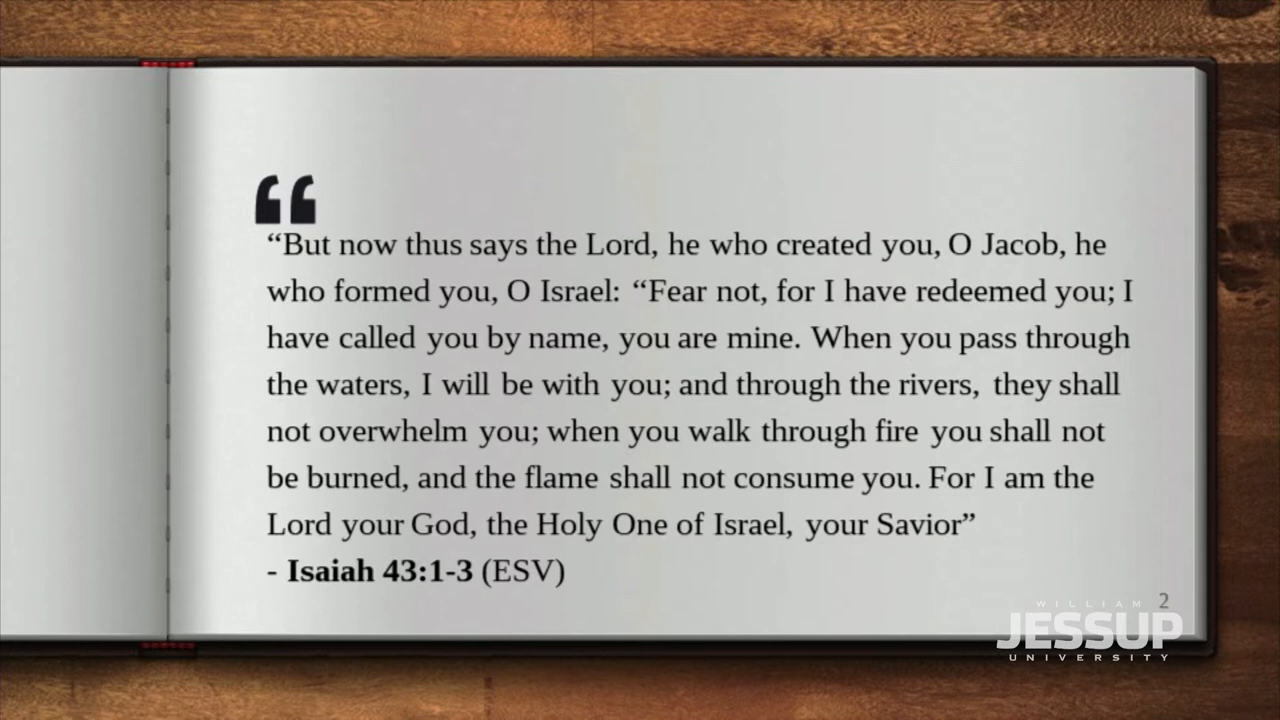 “But now thus says the Lord, he who created you, O Jacob, he
who formed you, O Israel: “Fear not, for I have redeemed you; I
have called you by name, you are mine. When you pass through
the waters, I will be with you; and through the rivers, they shall
not overwhelm you; when you walk through fire you shall not
be burned, and the flame shall not consume you. For I am the
Lord your God, the Holy One of Israel, your Savior”
- Isaiah 43:1-3 (ESV)
2
WILLIAM
JESSUP
UNIVERSITY